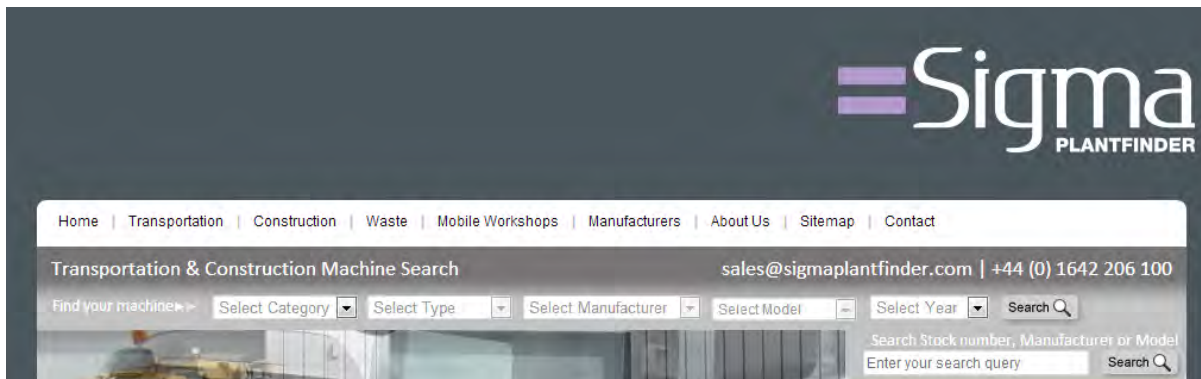 Sigma
PLANTFINDER
Home | Transportation | Construction | Waste | Mobile Workshops | Manufacturers | About Us | Sitemap | Contact
Transportation & Construction Machine Search
sales@sigmaplantfinder.com | +44 (0) 1642 206 100
Find your machine Select Category Select Type Select Manufacturer Select Model Select Year Search
Search Stock number, Manufacturer or Model
Enter your search query Search